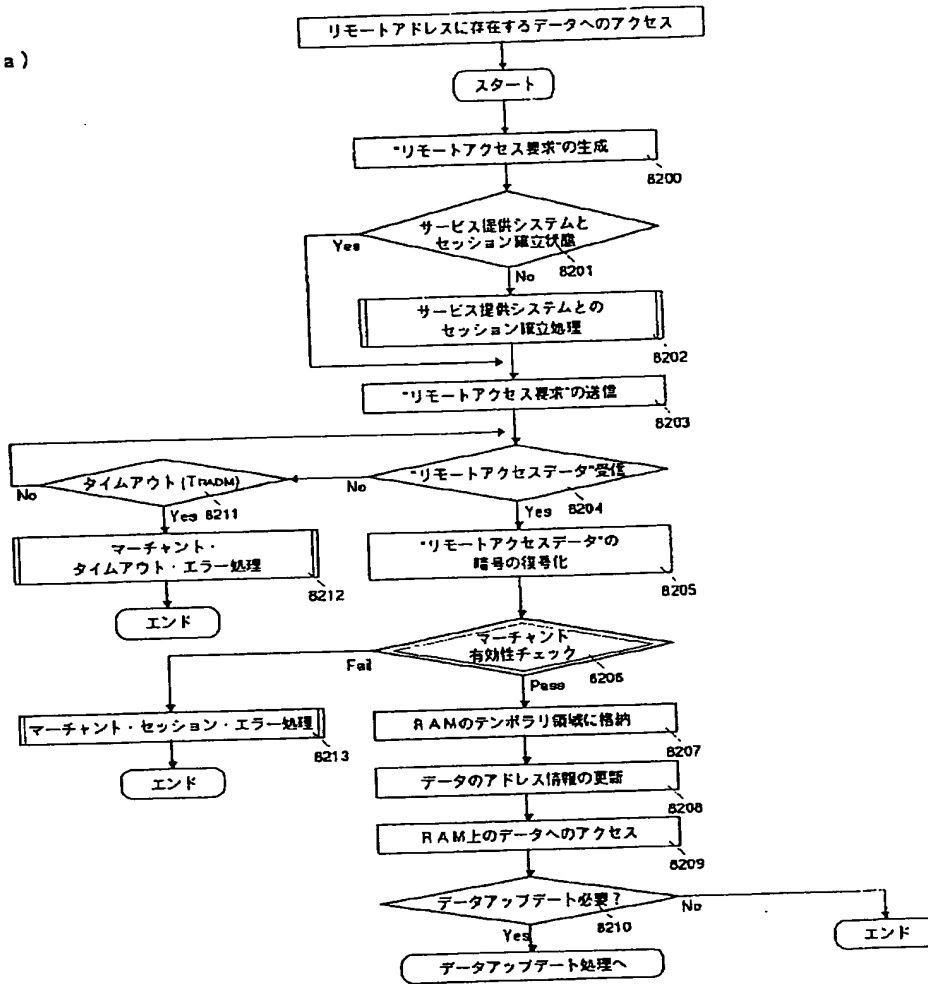 リモートアドレスに存在するデータへのアクセス
a)
スタート
"リモートアクセス要求"の生成
8200
サービス提供システムと
セッション確立状態
8201
Yes
No
サービス提供システムとの
セッション確立処理
8202
"リモートアクセス要求"の送信
8203
"リモートアクセスデータ"受信
8204
No
Yes
タイムアウト(TRADM)
8211
No
Yes
マーチャント・
タイムアウト・エラー処理
8212
エンド
"リモートアクセスデータ"の
暗号の復号化
8205
マーチャント
有効性チェック
8206
Fail
Pass
マーチャント・セッション・エラー処理
8213
エンド
RAMのテンポラリ領域に格納
8207
データのアドレス情報の更新
8208
RAM上のデータへのアクセス
8209
データアップデート必要?
8210
No
Yes
エンド
データアップデート処理へ